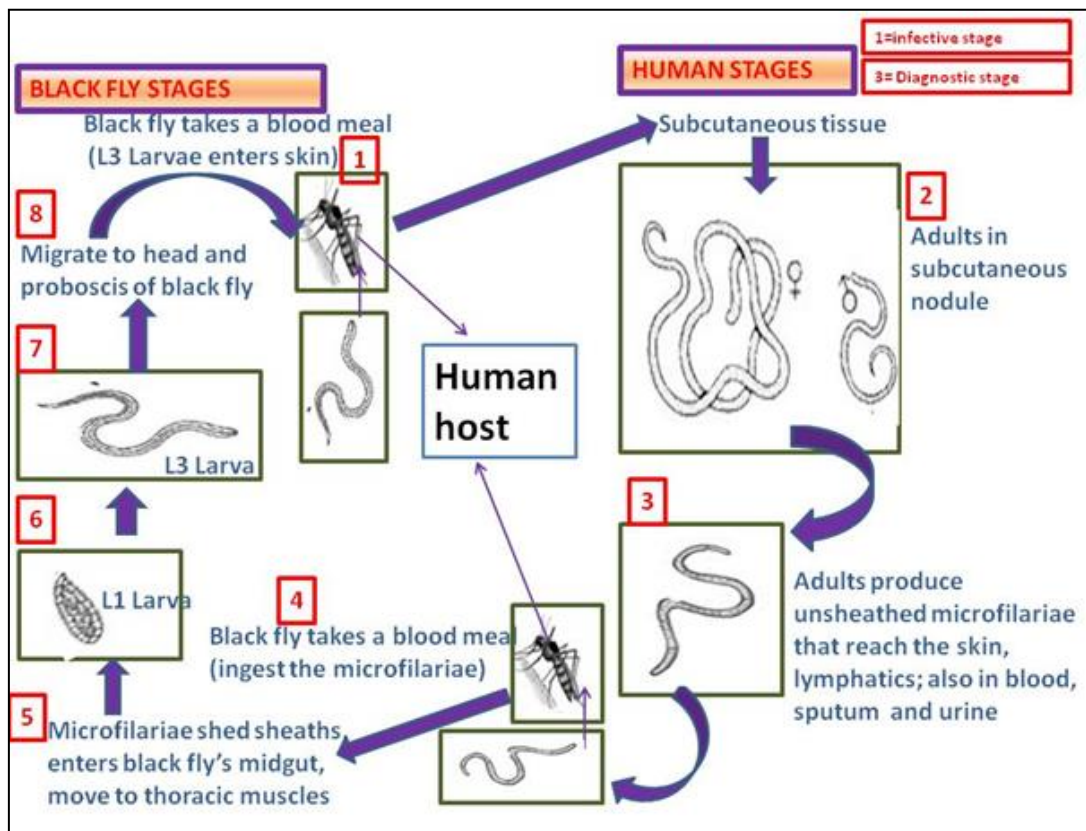 1=infective stage
3= Diagnostic stage
BLACK FLY STAGES
HUMAN STAGES
Black fly takes a blood meal
(L3 Larvae enters skin)
1
Subcutaneous tissue
2
Adults in
subcutaneous
nodule
8
Migrate to head and
proboscis of black fly
7
L3 Larva
Human
host
6
L1 Larva
3
Adults produce
unsheathed microfilariae
that reach the skin,
lymphatics; also in blood,
sputum and urine
4
Black fly takes a blood meal
(ingest the microfilariae)
5
Microfilariae shed sheaths,
enters black fly's midgut,
move to thoracic muscles